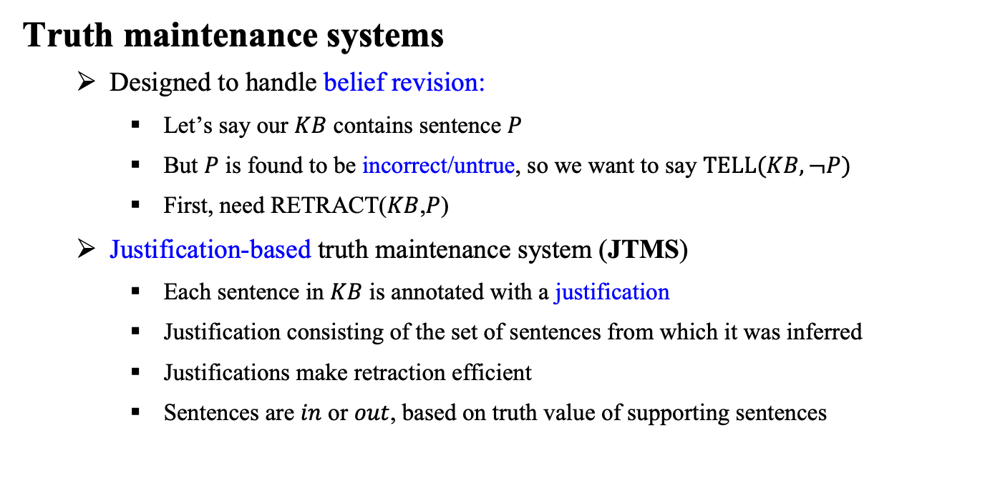 Truth maintenance systems
➢ Designed to handle belief revision:
▪ Let’s say our KB contains sentence P
▪ But P is found to be incorrect/untrue, so we want to say TELL(KB, ¬P)
▪ First, need RETRACT(KB,P)
➢ Justification-based truth maintenance system (JTMS)
▪ Each sentence in KB is annotated with a justification
▪ Justification consisting of the set of sentences from which it was inferred
▪ Justifications make retraction efficient
▪ Sentences are in or out, based on truth value of supporting sentences